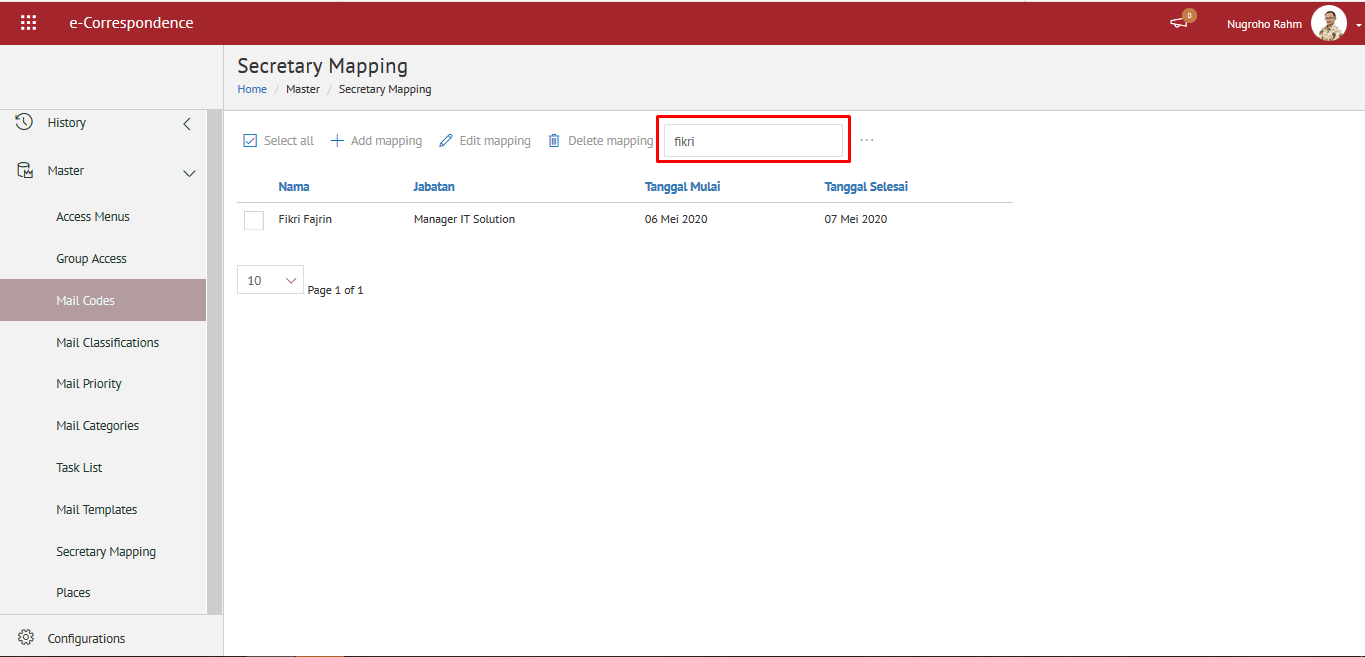 e-Correspondence
0
Nugroho Rahm
Secretary Mapping
Home / Master / Secretary Mapping
History
Master
Access Menus
Group Access
Mail Codes
Mail Classifications
Mail Priority
Mail Categories
Task List
Mail Templates
Secretary Mapping
Places
Configurations
Select all Add mapping Edit mapping Delete mapping fikri ...
Nama Jabatan Tanggal Mulai Tanggal Selesai
Fikri Fajrin Manager IT Solution 06 Mei 2020 07 Mei 2020
10 Page 1 of 1